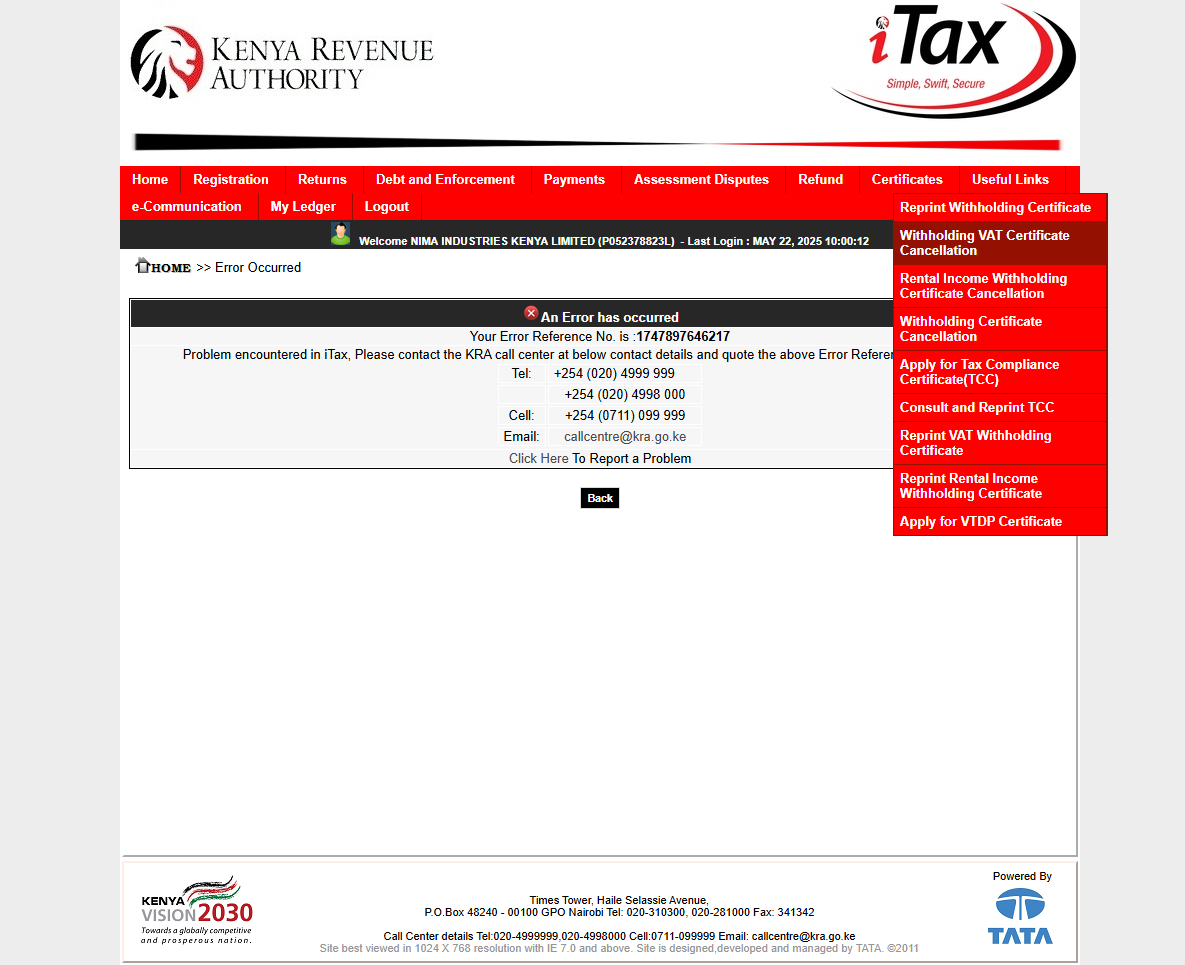 KENYA REVENUE
AUTHORITY
iTax
Simple, Swift, Secure
Home Registration Returns Debt and Enforcement Payments Assessment Disputes Refund Certificates Useful Links
e-Communication My Ledger Logout
Reprint Withholding Certificate
Withholding VAT Certificate
Cancellation
Rental Income Withholding
Certificate Cancellation
Withholding Certificate
Cancellation
Apply for Tax Compliance
Certificate(TCC)
Consult and Reprint TCC
Reprint VAT Withholding
Certificate
Reprint Rental Income
Withholding Certificate
Apply for VTDP Certificate
Welcome NIMA INDUSTRIES KENYA LIMITED (P052378823L) - Last Login : MAY 22, 2025 10:00:12
HOME >> Error Occurred
An Error has occurred
Your Error Reference No. is :1747897646217
Problem encountered in iTax, Please contact the KRA call center at below contact details and quote the above Error Referen
Tel: +254 (020) 4999 999
+254 (020) 4998 000
Cell: +254 (0711) 099 999
Email: callcentre@kra.go.ke
Click Here To Report a Problem
Back
KENYA
VISION 2030
Towards a globally competitive
and prosperous nation.
Times Tower, Haile Selassie Avenue,
P.O.Box 48240 - 00100 GPO Nairobi Tel: 020-310300, 020-281000 Fax: 341342
Call Center details Tel:020-4999999,020-4998000 Cell:0711-099999 Email: callcentre@kra.go.ke
Site best viewed in 1024 X 768 resolution with IE 7.0 and above. Site is designed,developed and managed by TATA. ©2011
Powered By
TATA